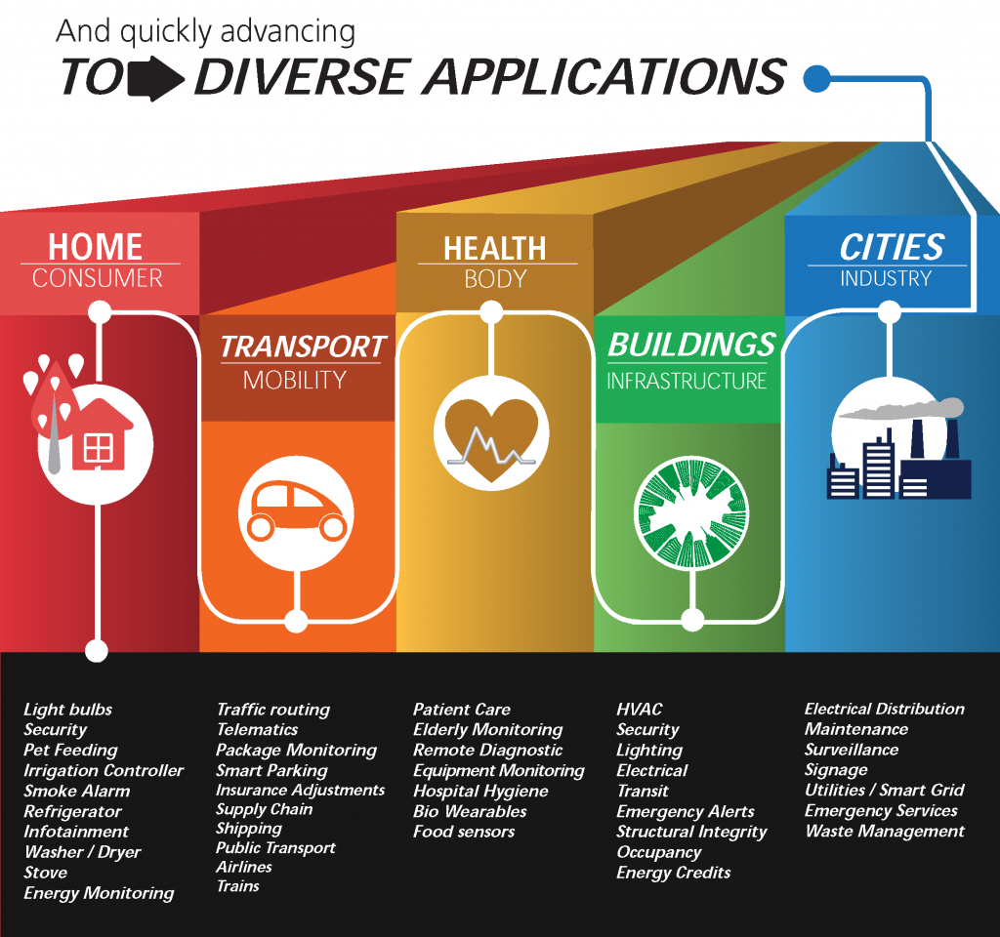 And quickly advancing
TO DIVERSE APPLICATIONS
HOME
CONSUMER
TRANSPORT
MOBILITY
HEALTH
BODY
BUILDINGS
INFRASTRUCTURE
CITIES
INDUSTRY
Light bulbs
Security
Pet Feeding
Irrigation Controller
Smoke Alarm
Refrigerator
Infotainment
Washer / Dryer
Stove
Energy Monitoring
Traffic routing
Telematics
Package Monitoring
Smart Parking
Insurance Adjustments
Supply Chain
Shipping
Public Transport
Airlines
Trains
Patient Care
Elderly Monitoring
Remote Diagnostic
Equipment Monitoring
Hospital Hygiene
Bio Wearables
Food sensors
HVAC
Security
Lighting
Electrical
Transit
Emergency Alerts
Structural Integrity
Occupancy
Energy Credits
Electrical Distribution
Maintenance
Surveillance
Signage
Utilities / Smart Grid
Emergency Services
Waste Management